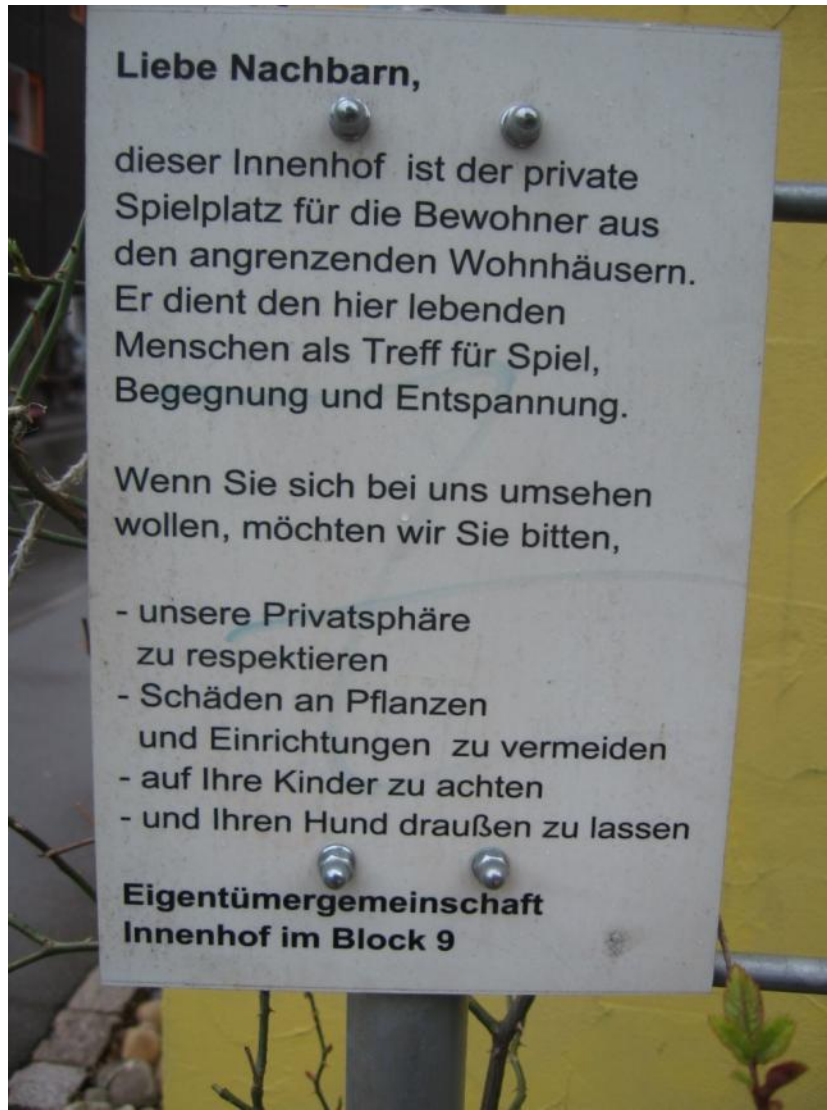 Liebe Nachbarn,
dieser Innenhof ist der private
Spielplatz für die Bewohner aus
den angrenzenden Wohnhäusern.
Er dient den hier lebenden
Menschen als Treff für Spiel,
Begegnung und Entspannung.
Wenn Sie sich bei uns umsehen
wollen, möchten wir Sie bitten,
- unsere Privatsphäre
zu respektieren
- Schäden an Pflanzen
und Einrichtungen zu vermeiden
- auf Ihre Kinder zu achten
- und Ihren Hund draußen zu lassen
Eigentümergemeinschaft
Innenhof im Block 9